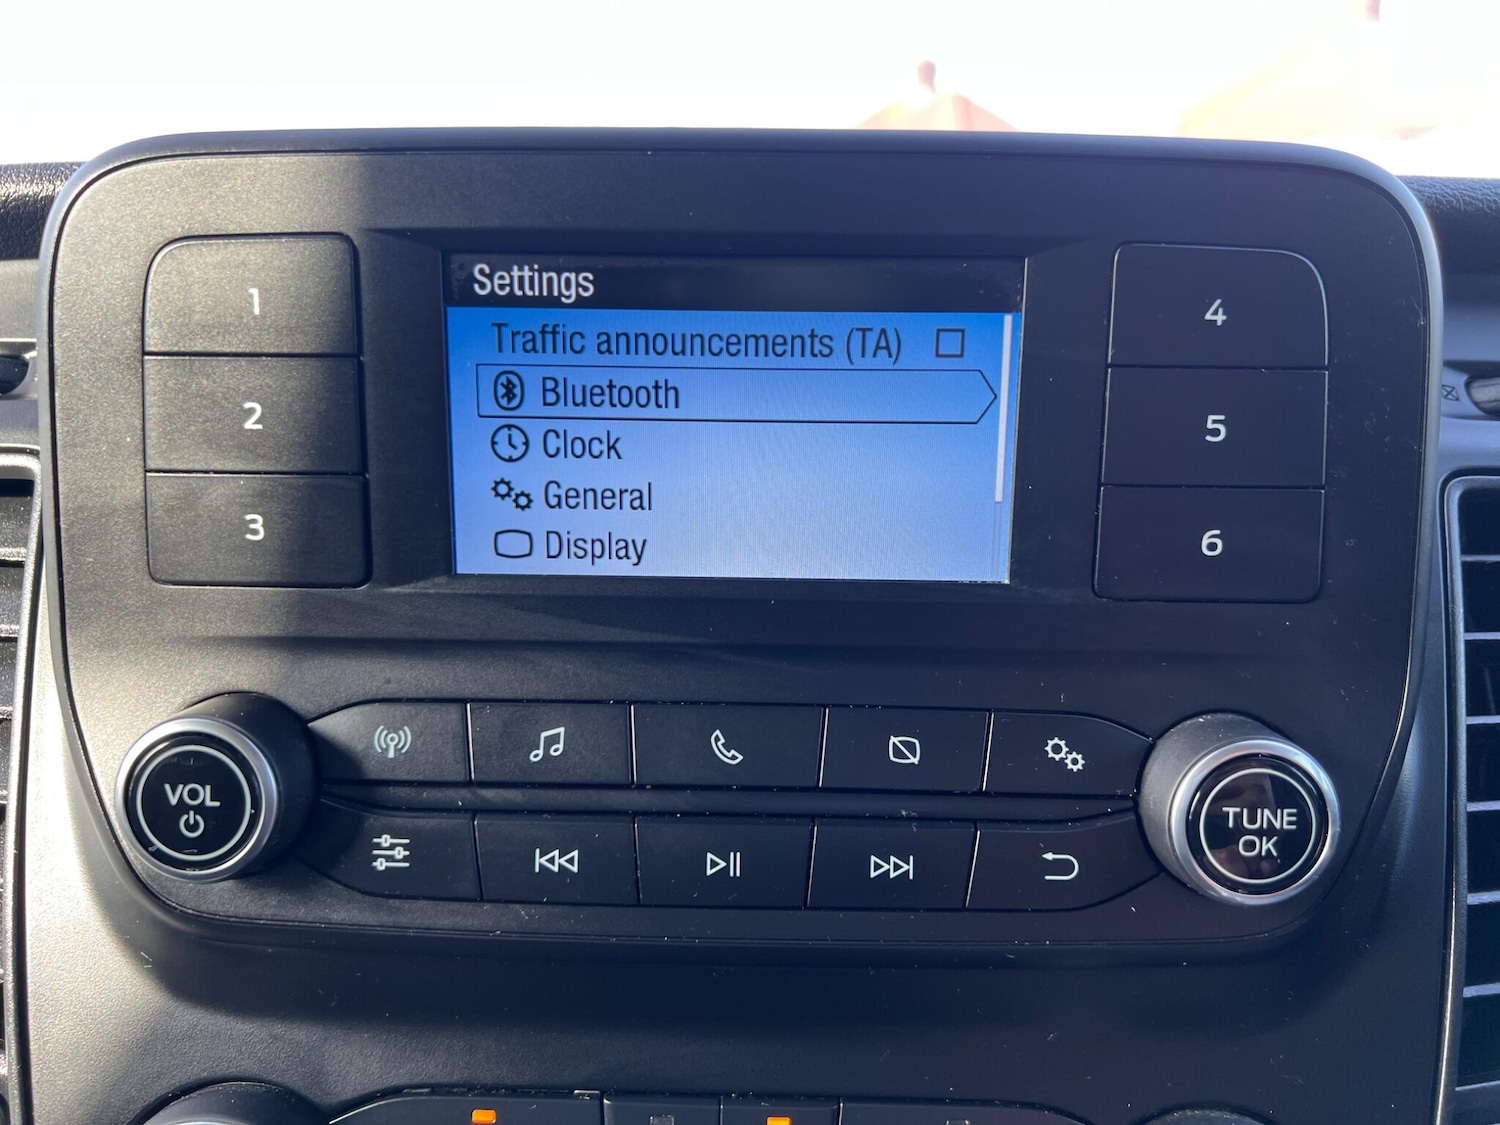 Settings
Traffic announcements (TA)
Bluetooth
Clock
General
Display
1
2
3
4
5
6
VOL
TUNE
OK